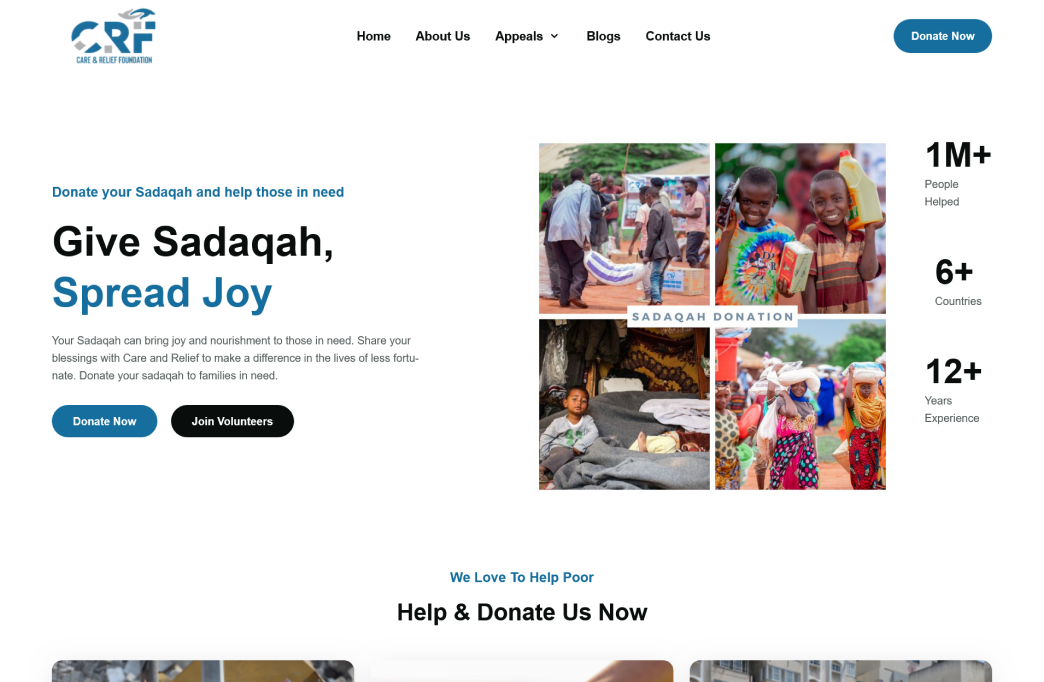 CRF
CARE & RELIEF FOUNDATION
Home
About Us
Appeals
Blogs
Contact Us
Donate Now
Donate your Sadaqah and help those in need
Give Sadaqah,
Spread Joy
Your Sadaqah can bring joy and nourishment to those in need. Share your
blessings with Care and Relief to make a difference in the lives of less fortu-
nate. Donate your sadaqah to families in need.
Donate Now
Join Volunteers
SADAQAH DONATION
1M+
People
Helped
6+
Countries
12+
Years
Experience
We Love To Help Poor
Help & Donate Us Now